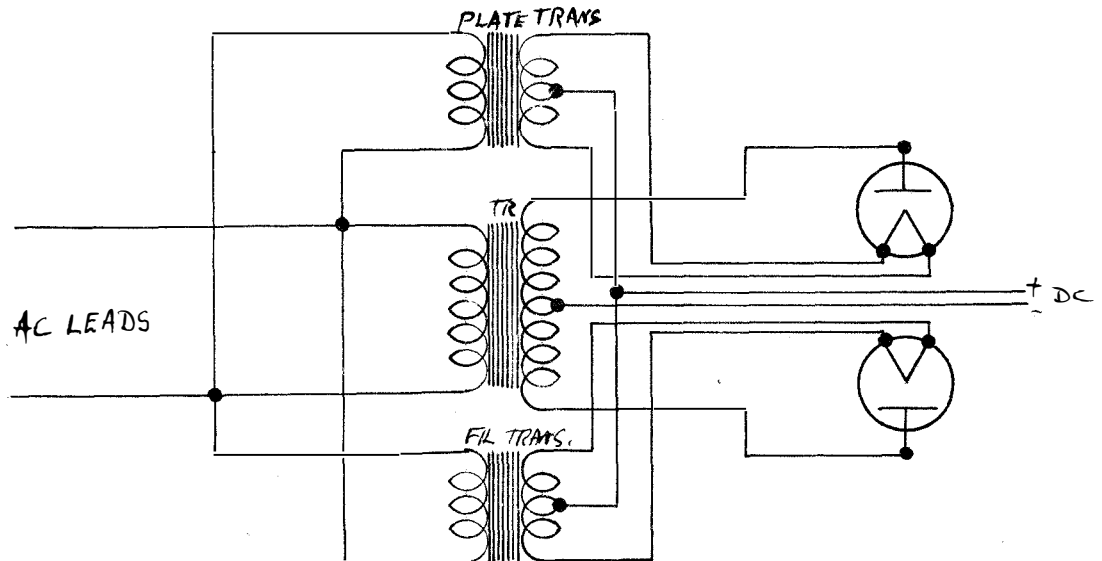 PLATE TRANS
TR
AC LEADS
+ DC
-
FIL TRANS.